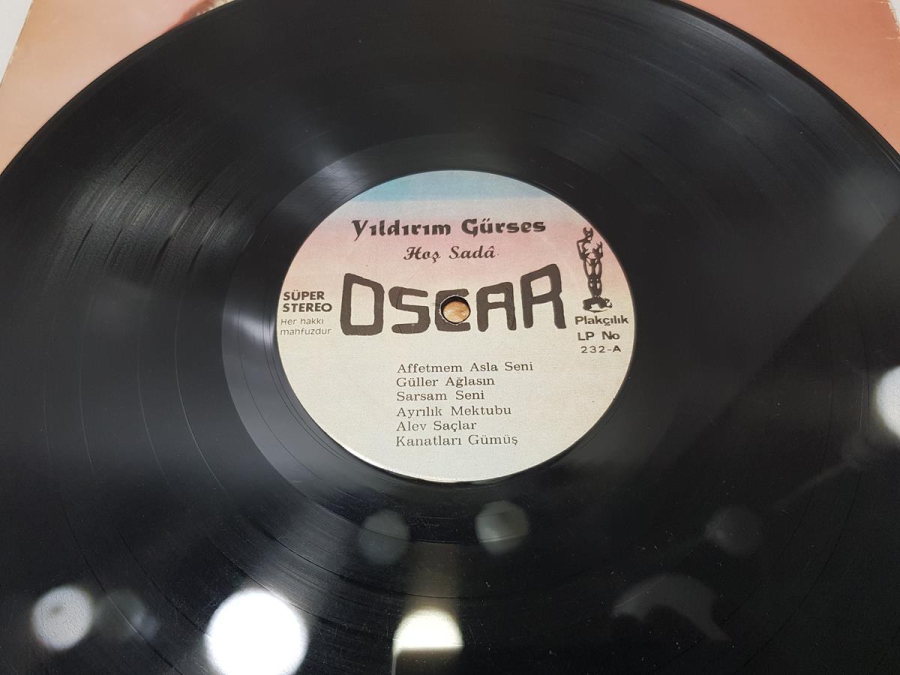 Yıldırım Gürses
Hoş Sadâ
OSCAR
SÜPER
STEREO
Her hakkı
mahfuzdur
Plakçılık
LP No
232-A
Affetmem Asla Seni
Güller Ağlasın
Sarsam Seni
Ayrılık Mektubu
Alev Saçlar
Kanatları Gümüş